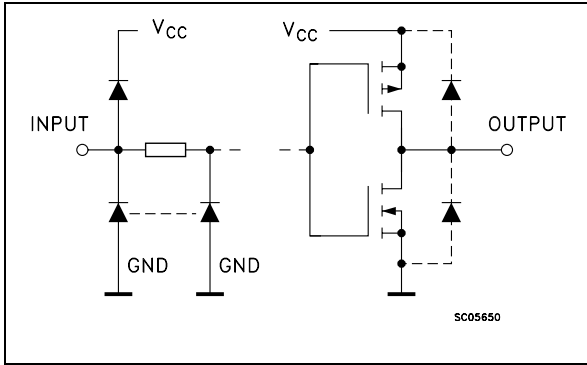 VCC
VCC
INPUT
OUTPUT
GND
GND
SC05650